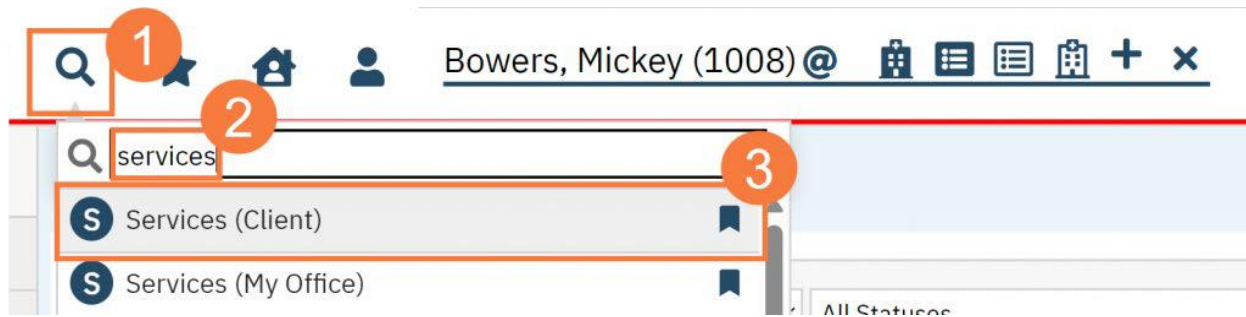 1
Bowers, Mickey (1008) @
2
services
3
S Services (Client)
S Services (My Office)
All Statuses